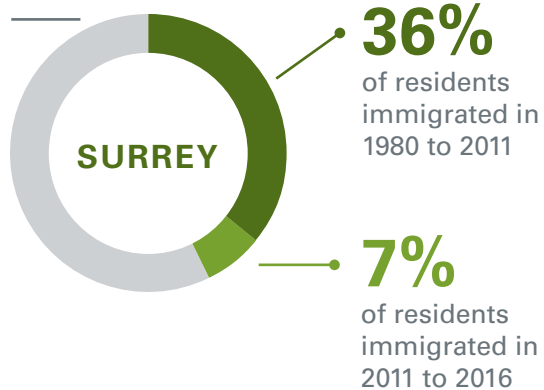 SURREY
36%
of residents
immigrated in
1980 to 2011
7%
of residents
immigrated in
2011 to 2016